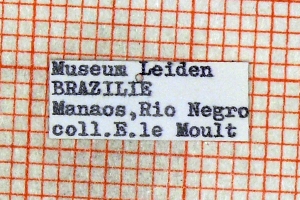 Museum Leiden
BRAZILIE
Manaos,Rio Negro
coll.E.le Moult